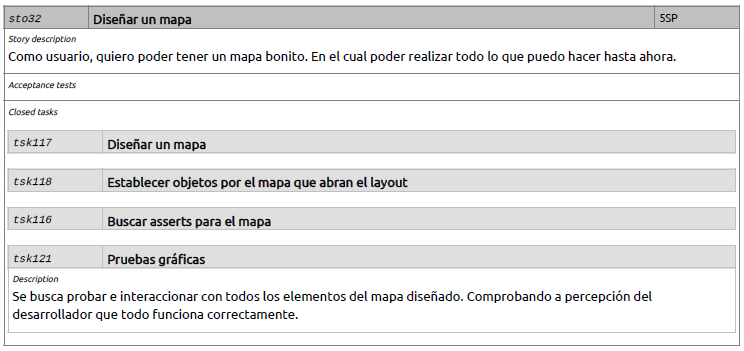 sto32 Diseñar un mapa 5SP
Story description
Como usuario, quiero poder tener un mapa bonito. En el cual poder realizar todo lo que puedo hacer hasta ahora.
Acceptance tests
Closed tasks
tsk117 Diseñar un mapa
tsk118 Establecer objetos por el mapa que abran el layout
tsk116 Buscar asserts para el mapa
tsk121 Pruebas gráficas
Description
Se busca probar e interaccionar con todos los elementos del mapa diseñado. Comprobando a percepción del
desarrollador que todo funciona correctamente.